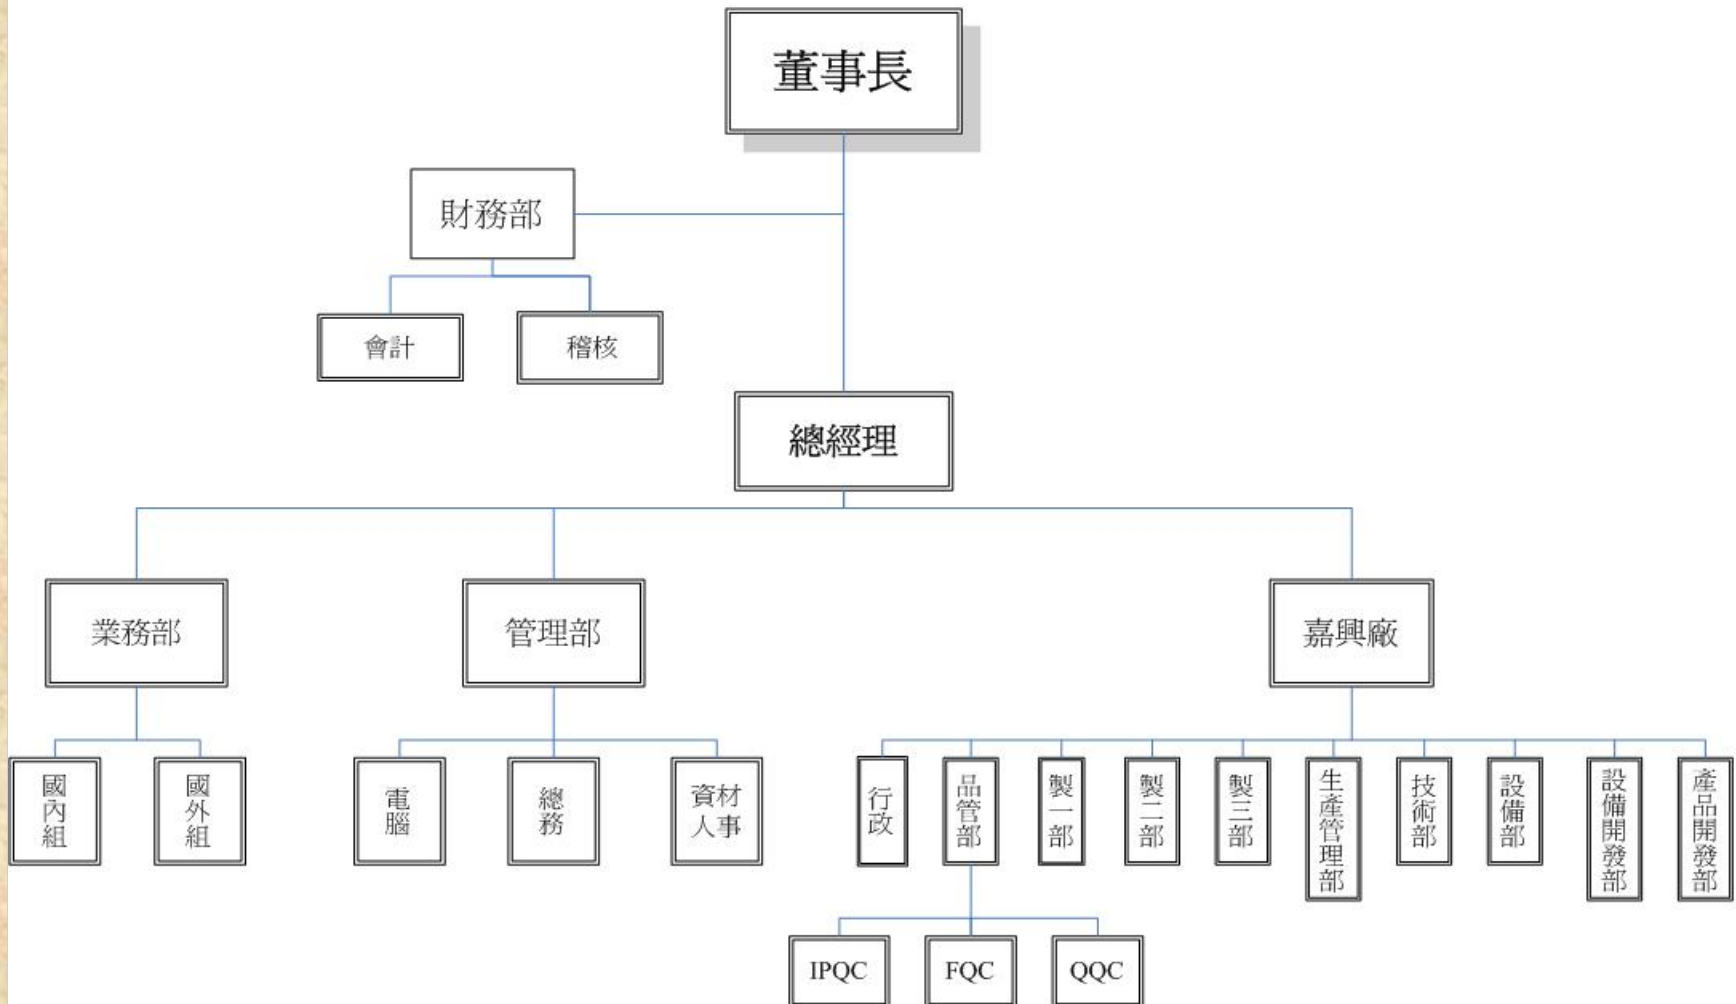 董事長
財務部
會計
稽核
總經理
業務部
管理部
嘉興廠
國內組
國外組
電腦
總務
資材
人事
行政
品管部
製一部
製二部
製三部
生產管理部
技術部
設備部
設備開發部
產品開發部
IPQC
FQC
QQC